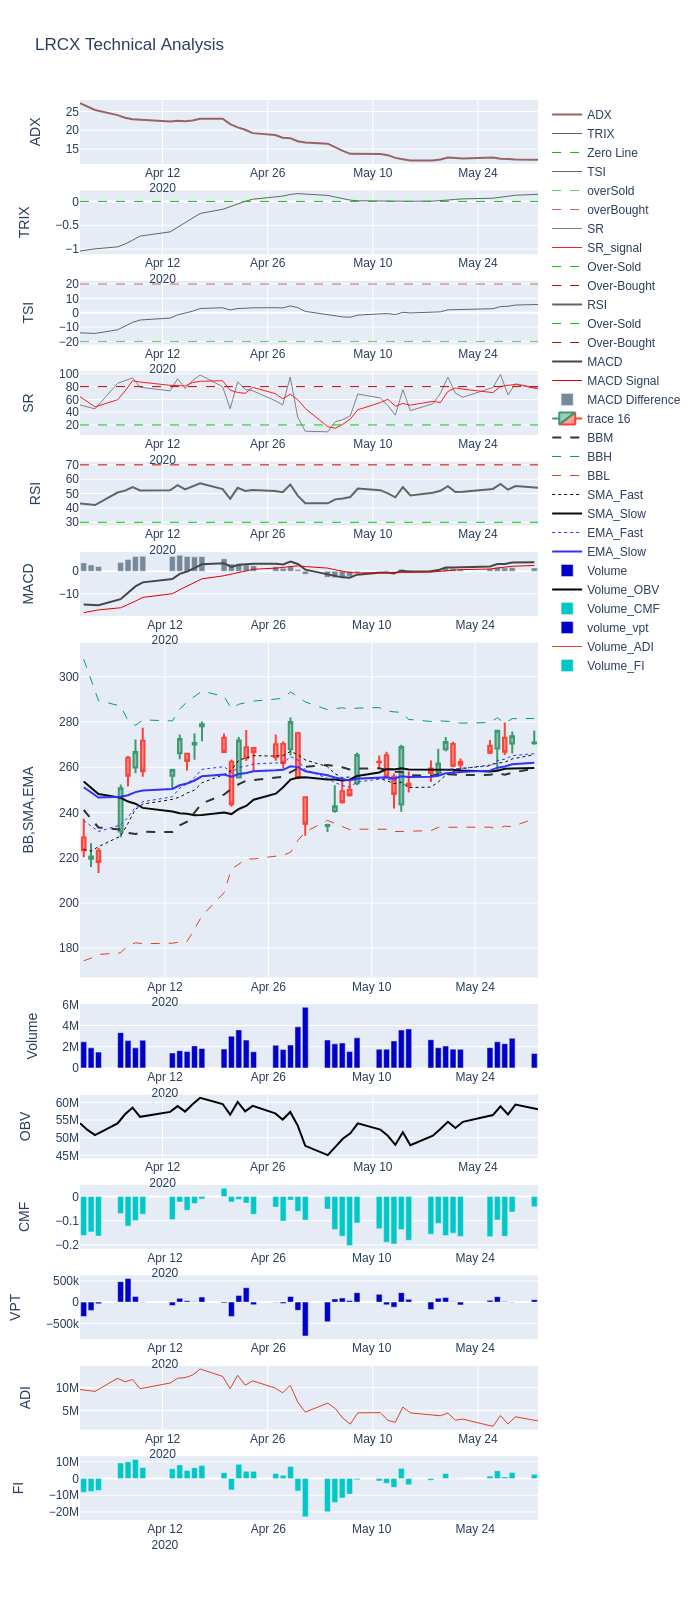 LRCX Technical Analysis
ADX
25
20
15
Apr 12
2020
Apr 26
May 10
May 24
TRIX
0
−0.5
−1
Apr 12
2020
Apr 26
May 10
May 24
TSI
20
10
0
−10
−20
Apr 12
2020
Apr 26
May 10
May 24
SR
100
80
60
40
20
Apr 12
2020
Apr 26
May 10
May 24
RSI
70
60
50
40
30
Apr 12
2020
Apr 26
May 10
May 24
MACD
0
−10
Apr 12
2020
Apr 26
May 10
May 24
BB,SMA,EMA
300
280
260
240
220
200
180
Apr 12
2020
Apr 26
May 10
May 24
Volume
6M
4M
2M
0
Apr 12
2020
Apr 26
May 10
May 24
OBV
60M
55M
50M
45M
Apr 12
2020
Apr 26
May 10
May 24
CMF
0
−0.1
−0.2
Apr 12
2020
Apr 26
May 10
May 24
VPT
500k
0
−500k
Apr 12
2020
Apr 26
May 10
May 24
ADI
10M
5M
Apr 12
2020
Apr 26
May 10
May 24
FI
10M
0
−10M
−20M
Apr 12
2020
Apr 26
May 10
May 24
ADX
TRIX
Zero Line
TSI
overSold
overBought
SR
SR_signal
Over-Sold
Over-Bought
RSI
Over-Sold
Over-Bought
MACD
MACD Signal
MACD Difference
trace 16
BBM
BBH
BBL
SMA_Fast
SMA_Slow
EMA_Fast
EMA_Slow
Volume
Volume_OBV
Volume_CMF
volume_vpt
Volume_ADI
Volume_FI